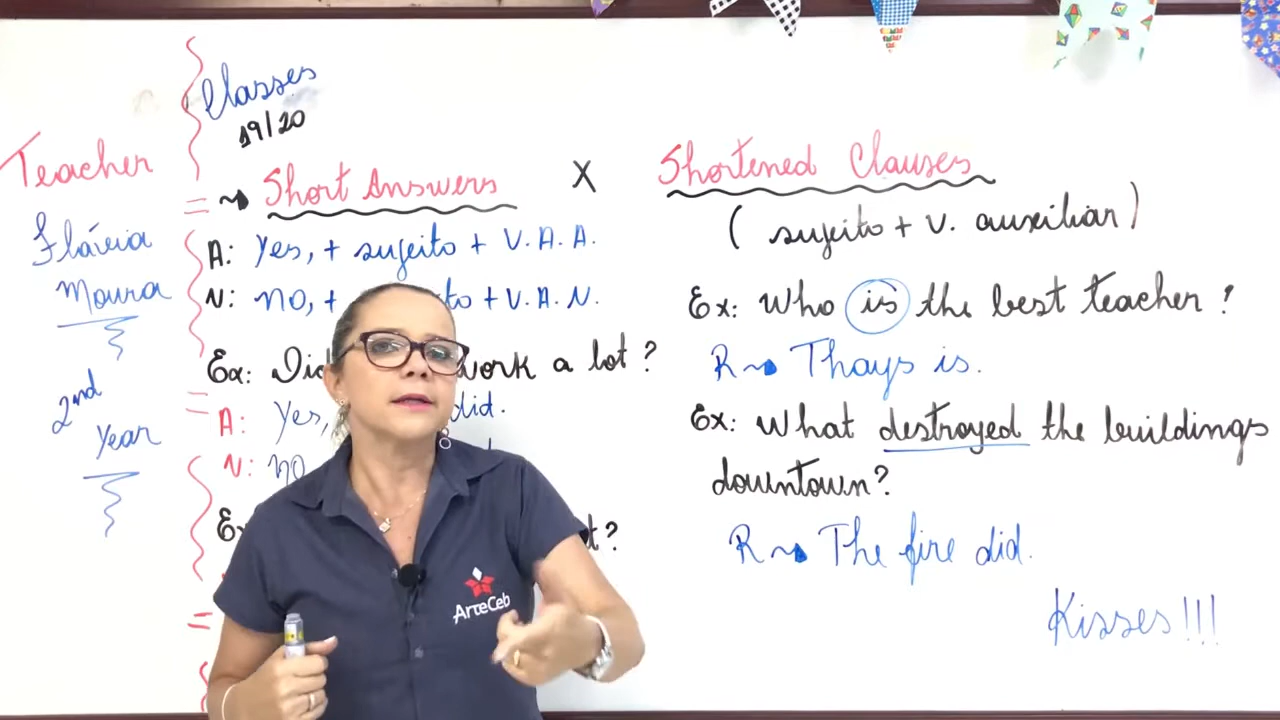 Teacher
Flávia
Moura
2nd
Year
Classes
19/20
Short Answers X Shortened Clauses
A: Yes, + sujeito + V. A. A.
N: No, + to + V. A. N.
Ex: Did work a lot?
A: Yes, did.
N: No
Ex t?
(sujeito + v. auxiliar)
Ex: Who is the best teacher?
R Thays is.
Ex: What destroyed the buildings
downtown?
R The fire did.
Kisses!!!
ArteCeb